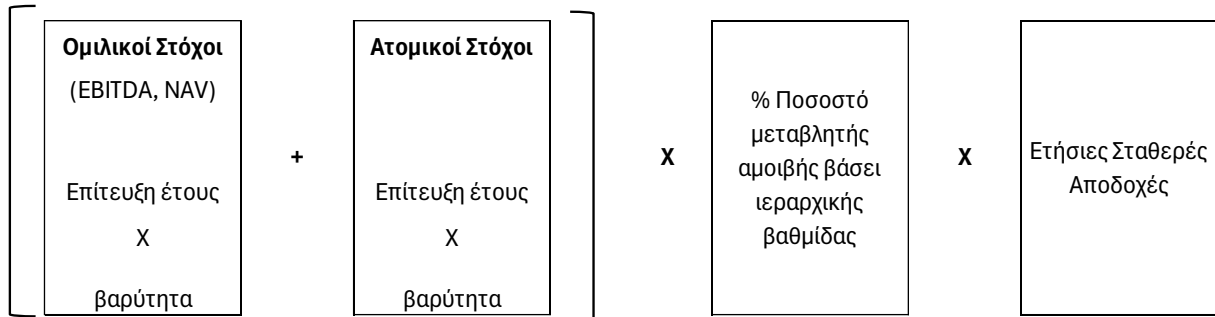 Ομιλικοί Στόχοι
(EBITDA, NAV)
Επίτευξη έτους
X
βαρύτητα
+
Ατομικοί Στόχοι
Επίτευξη έτους
X
βαρύτητα
X
% Ποσοστό
μεταβλητής
αμοιβής βάσει
ιεραρχικής
βαθμίδας
X
Ετήσιες Σταθερές
Αποδοχές